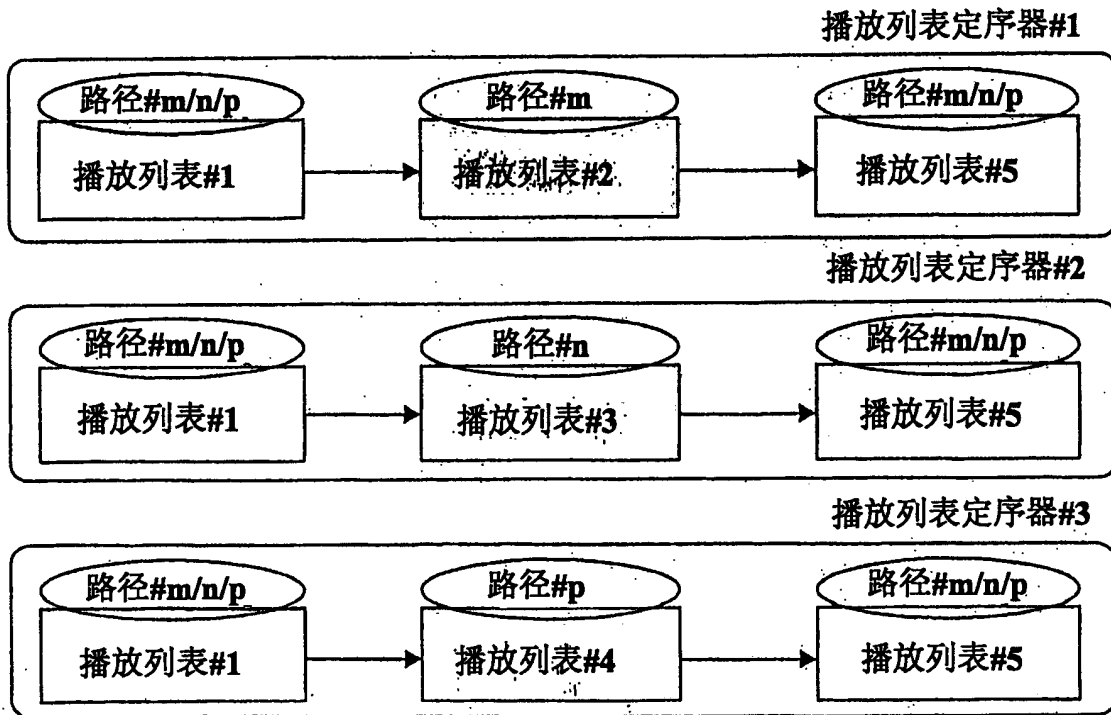 播放列表定序器#1
路径#m/n/p
路径#m
路径#m/n/p
播放列表#1
播放列表#2
播放列表#5
播放列表定序器#2
路径#m/n/p
路径#n
路径#m/n/p
播放列表#1
播放列表#3
播放列表#5
播放列表定序器#3
路径#m/n/p
路径#p
路径#m/n/p
播放列表#1
播放列表#4
播放列表#5